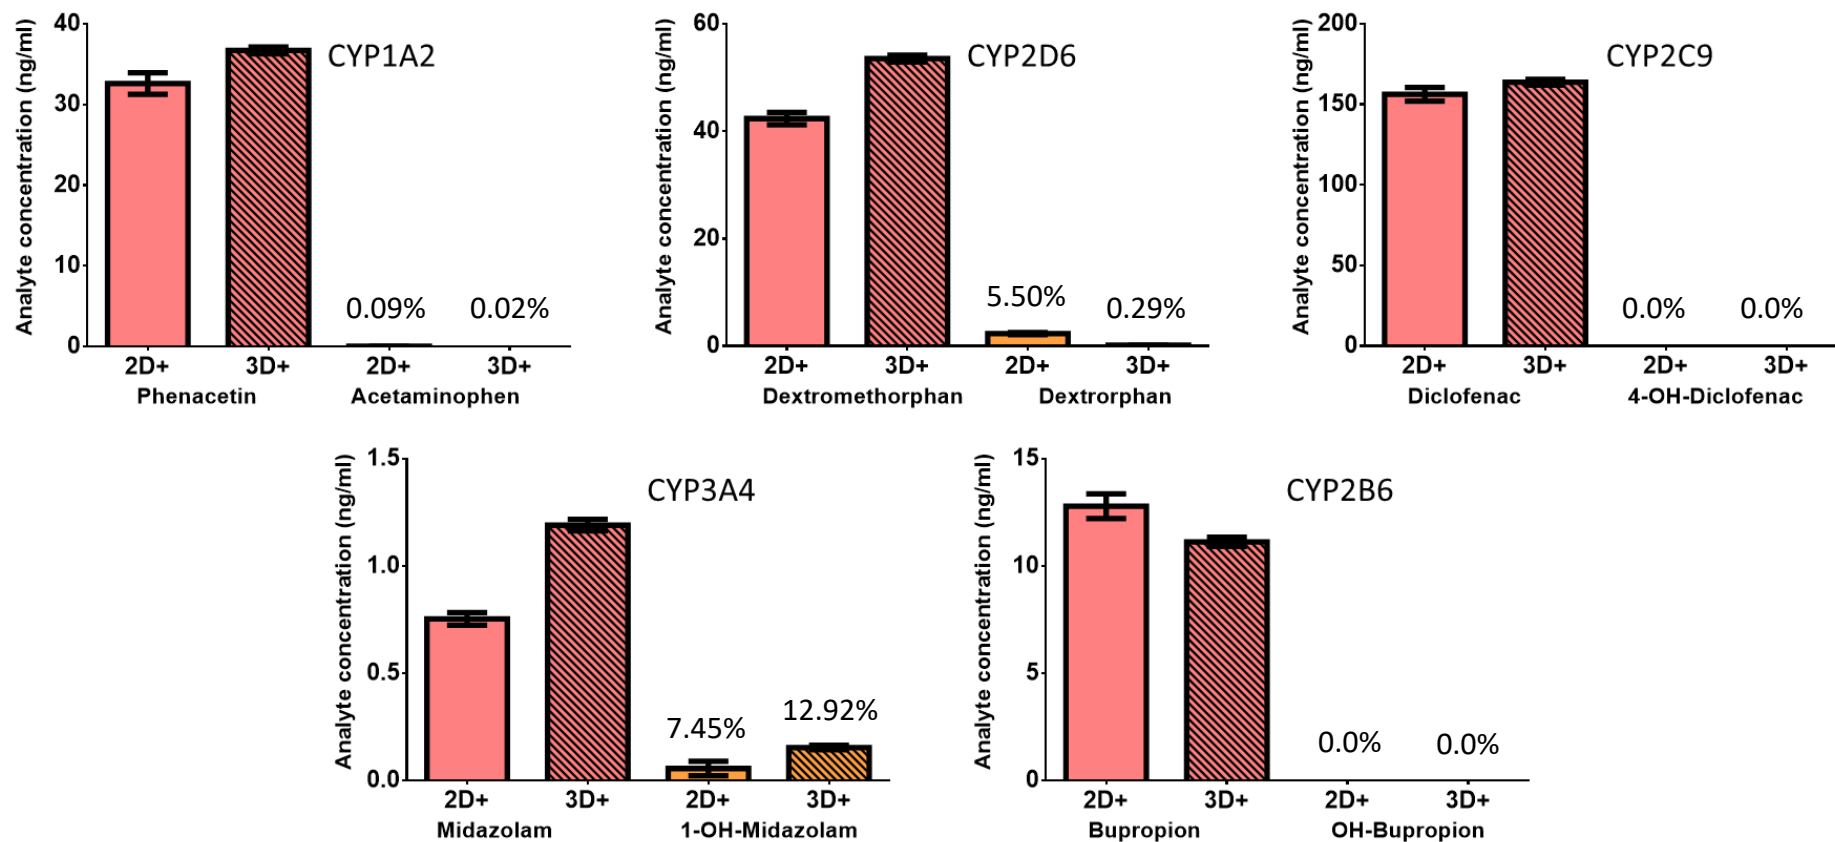 Analyte concentration (ng/ml)
40
30
20
10
0
CYP1A2
0.09%
0.02%
2D+ 3D+ 2D+ 3D+
Phenacetin Acetaminophen
Analyte concentration (ng/ml)
60
40
20
0
CYP2D6
5.50%
0.29%
2D+ 3D+ 2D+ 3D+
Dextromethorphan Dextrorphan
Analyte concentration (ng/ml)
200
150
100
50
0
CYP2C9
0.0%
0.0%
2D+ 3D+ 2D+ 3D+
Diclofenac 4-OH-Diclofenac
Analyte concentration (ng/ml)
1.5
1.0
0.5
0.0
CYP3A4
7.45%
12.92%
2D+ 3D+ 2D+ 3D+
Midazolam 1-OH-Midazolam
Analyte concentration (ng/ml)
15
10
5
0
CYP2B6
0.0%
0.0%
2D+ 3D+ 2D+ 3D+
Bupropion OH-Bupropion